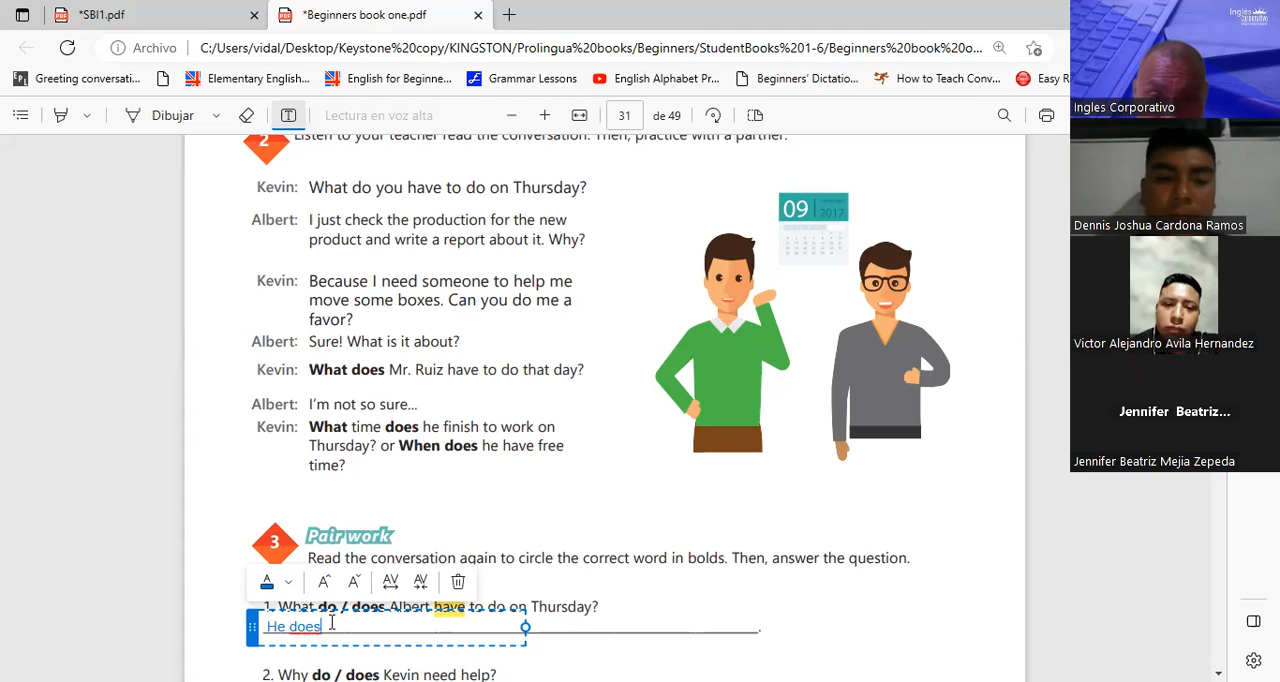 *SBI1.pdf
*Beginners book one.pdf
Ingles
Corporativo
Archivo
C:/Users/vidal/Desktop/Keystone%20copy/KINGSTON/Prolingua%20books/Beginners/StudentBooks%201-6/Beginners%20book%20o...
Greeting conversati...
Elementary English...
English for Beginne...
Grammar Lessons
English Alphabet Pr...
Beginners' Dictatio...
How to Teach Conv...
Easy R
Ingles Corporativo
Dibujar
Lectura en voz alta
31
de 49
2
Listen to your teacher read the conversation. Then, practice with a partner.
Kevin: What do you have to do on Thursday?
Albert: I just check the production for the new
product and write a report about it. Why?
Kevin: Because I need someone to help me
move some boxes. Can you do me a
favor?
Albert: Sure! What is it about?
Kevin: What does Mr. Ruiz have to do that day?
Albert: I'm not so sure...
Kevin: What time does he finish to work on
Thursday? or When does he have free
time?
09
2017
Dennis Joshua Cardona Ramos
Victor Alejandro Avila Hernandez
Jennifer Beatriz...
Jennifer Beatriz Mejia Zepeda
3
Pair work
Read the conversation again to circle the correct word in bolds. Then, answer the question.
1. What do / does Albert have to do on Thursday?
He does
2. Why do / does Kevin need help?